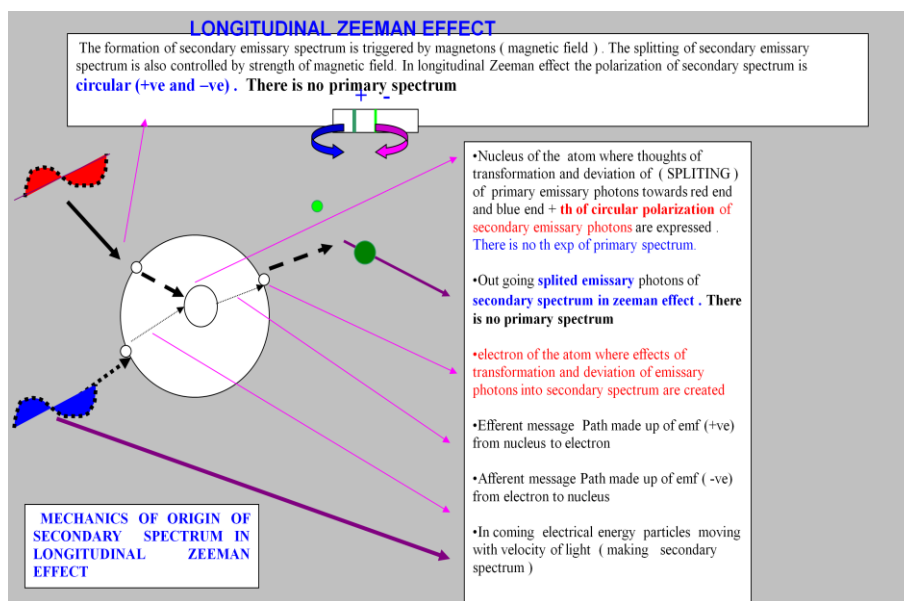 LONGITUDINAL ZEEMAN EFFECT
The formation of secondary emissary spectrum is triggered by magnetons ( magnetic field ) . The splitting of secondary emissary
spectrum is also controlled by strength of magnetic field. In longitudinal Zeeman effect the polarization of secondary spectrum is
circular (+ve and –ve) . There is no primary spectrum
+ -
•Nucleus of the atom where thoughts of
transformation and deviation of ( SPLITING )
of primary emissary photons towards red end
and blue end + th of circular polarization of
secondary emissary photons are expressed .
There is no th exp of primary spectrum.
•Out going splited emissary photons of
secondary spectrum in zeeman effect . There
is no primary spectrum
•electron of the atom where effects of
transformation and deviation of emissary
photons into secondary spectrum are created
•Efferent message Path made up of emf (+ve)
from nucleus to electron
•Afferent message Path made up of emf ( -ve)
from electron to nucleus
•In coming electrical energy particles moving
with velocity of light ( making secondary
spectrum )
MECHANICS OF ORIGIN OF
SECONDARY SPECTRUM IN
LONGITUDINAL ZEEMAN
EFFECT